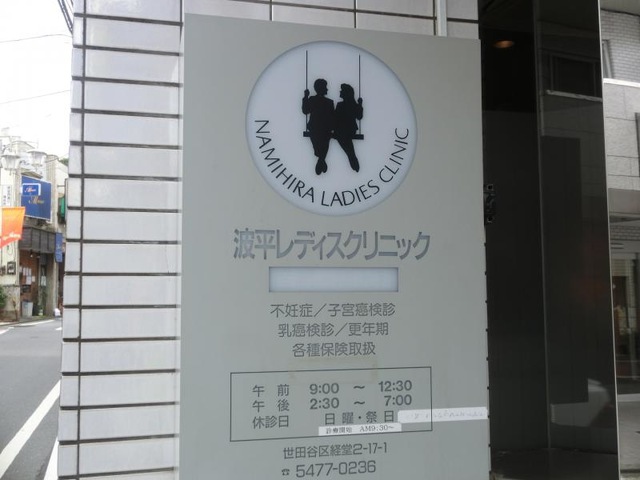 NAMIHIRA LADIES CLINIC
波平レディスクリニック
不妊症／子宮癌検診
乳癌検診／更年期
各種保険取扱
午前 9:00 〜 12:30
午後 2:30 〜 7:00
休診日 日曜・祭日
診療開始 AM9:30〜
世田谷区経堂2-17-1
☎ 5477-0236